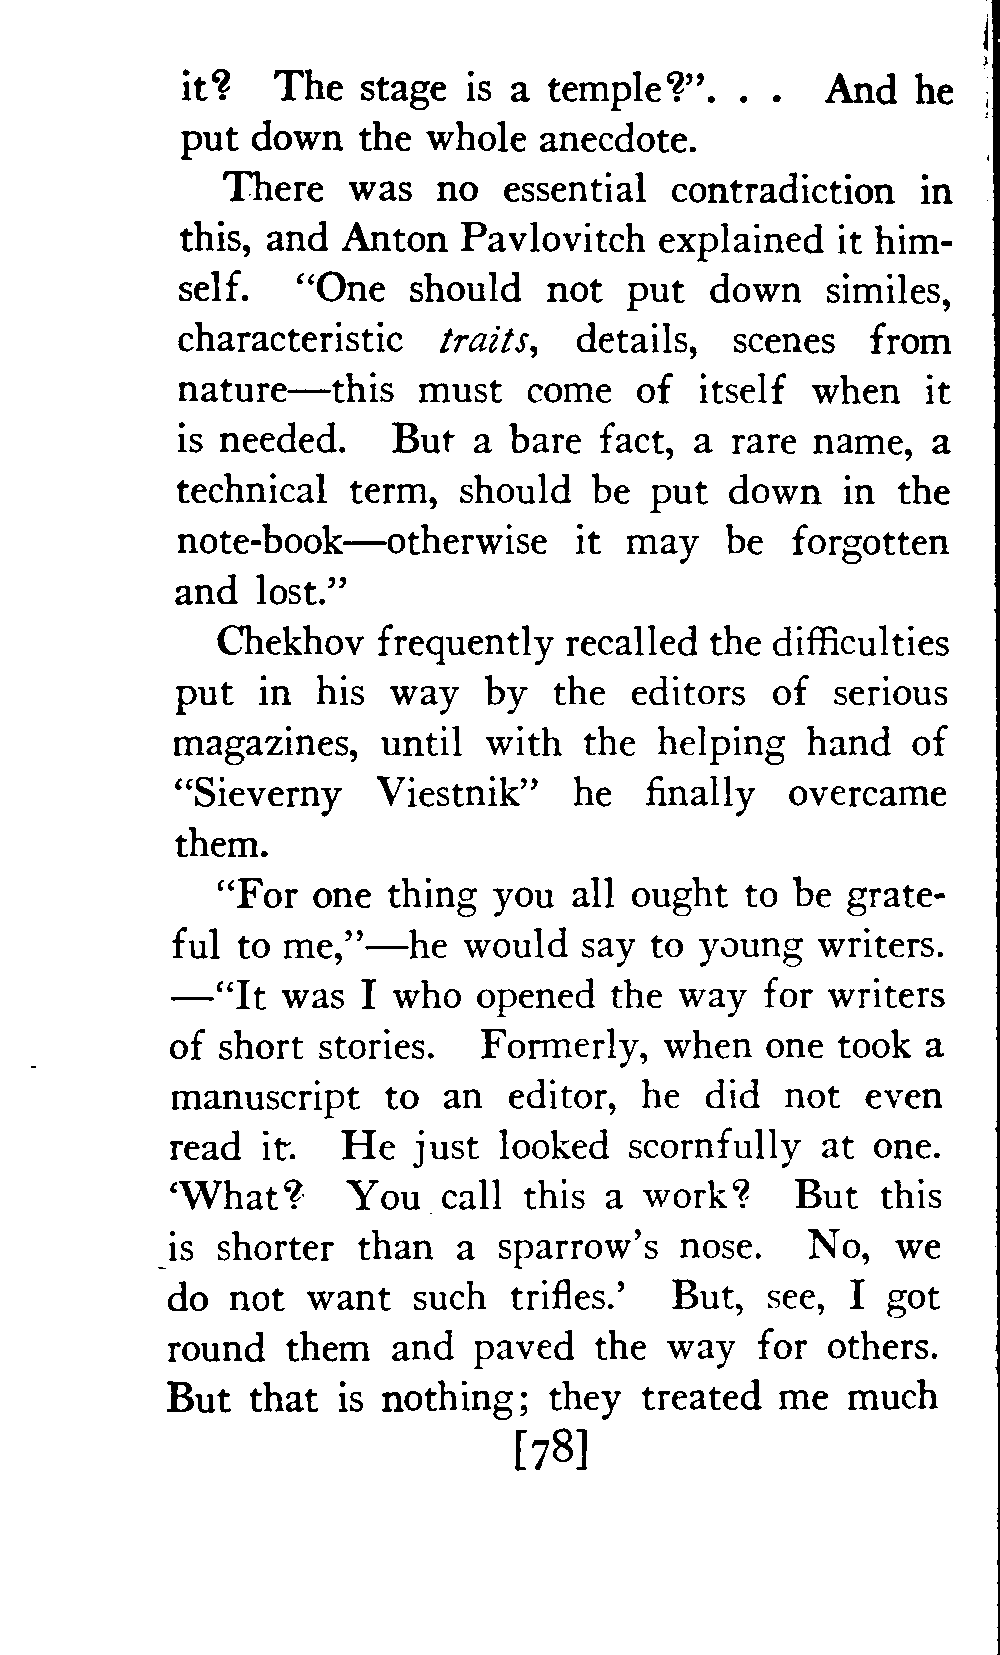 it? The stage is a temple?”. . . And he
put down the whole anecdote.
There was no essential contradiction in
this, and Anton Pavlovitch explained it him-
self. “One should not put down similes,
characteristic traits, details, scenes from
nature—this must come of itself when it
is needed. But a bare fact, a rare name, a
technical term, should be put down in the
note-book—otherwise it may be forgotten
and lost.”
Chekhov frequently recalled the difficulties
put in his way by the editors of serious
magazines, until with the helping hand of
“Sieverny Viestnik” he finally overcame
them.
“For one thing you all ought to be grate-
ful to me,”—he would say to young writers.
—“It was I who opened the way for writers
of short stories. Formerly, when one took a
manuscript to an editor, he did not even
read it. He just looked scornfully at one.
‘What? You call this a work? But this
is shorter than a sparrow’s nose. No, we
do not want such trifles.’ But, see, I got
round them and paved the way for others.
But that is nothing; they treated me much
[78]